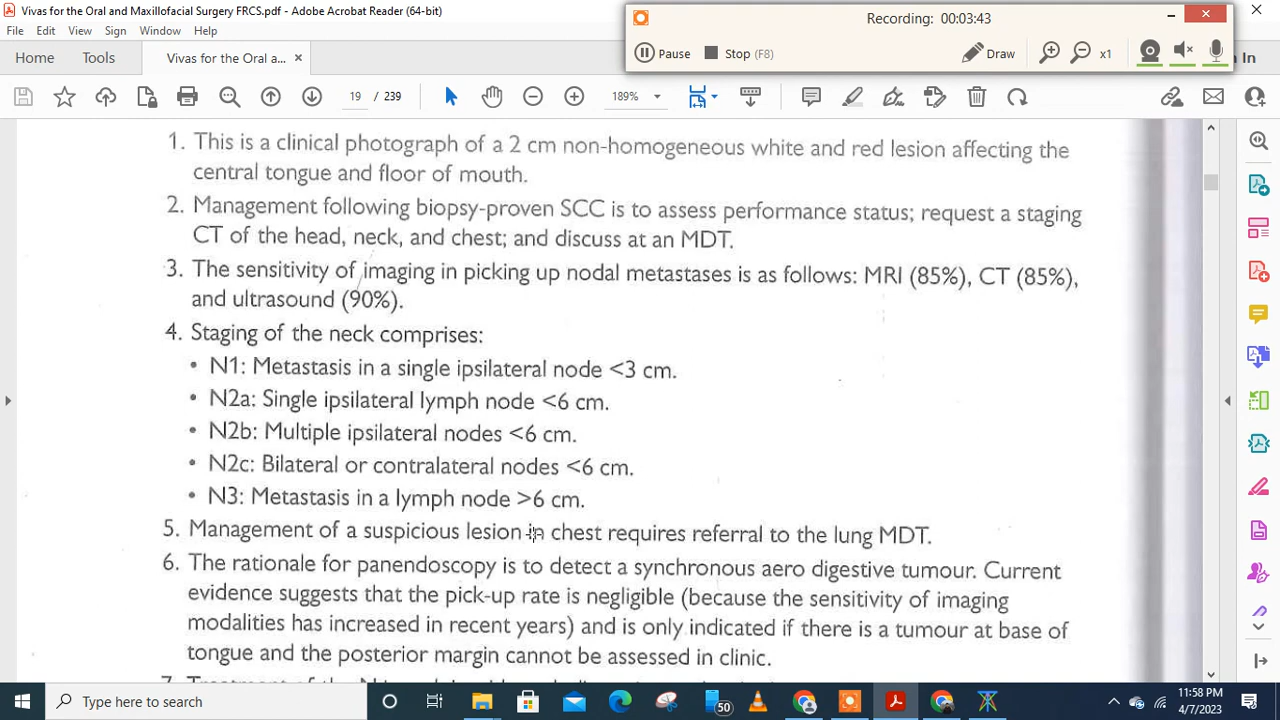 Vivas for the Oral and Maxillofacial Surgery FRCS.pdf - Adobe Acrobat Reader (64-bit)
File Edit View Sign Window Help
Recording: 00:03:43
Pause Stop (F8) Draw x1
Home Tools Vivas for the Oral a... × In
19 / 239 189%
1. This is a clinical photograph of a 2 cm non-homogeneous white and red lesion affecting the
central tongue and floor of mouth.
2. Management following biopsy-proven SCC is to assess performance status; request a staging
CT of the head, neck, and chest; and discuss at an MDT.
3. The sensitivity of imaging in picking up nodal metastases is as follows: MRI (85%), CT (85%),
and ultrasound (90%).
4. Staging of the neck comprises:
• N1: Metastasis in a single ipsilateral node <3 cm.
• N2a: Single ipsilateral lymph node <6 cm.
• N2b: Multiple ipsilateral nodes <6 cm.
• N2c: Bilateral or contralateral nodes <6 cm.
• N3: Metastasis in a lymph node >6 cm.
5. Management of a suspicious lesion in chest requires referral to the lung MDT.
6. The rationale for panendoscopy is to detect a synchronous aero digestive tumour. Current
evidence suggests that the pick-up rate is negligible (because the sensitivity of imaging
modalities has increased in recent years) and is only indicated if there is a tumour at base of
tongue and the posterior margin cannot be assessed in clinic.
Type here to search
50
11:58 PM
4/7/2023